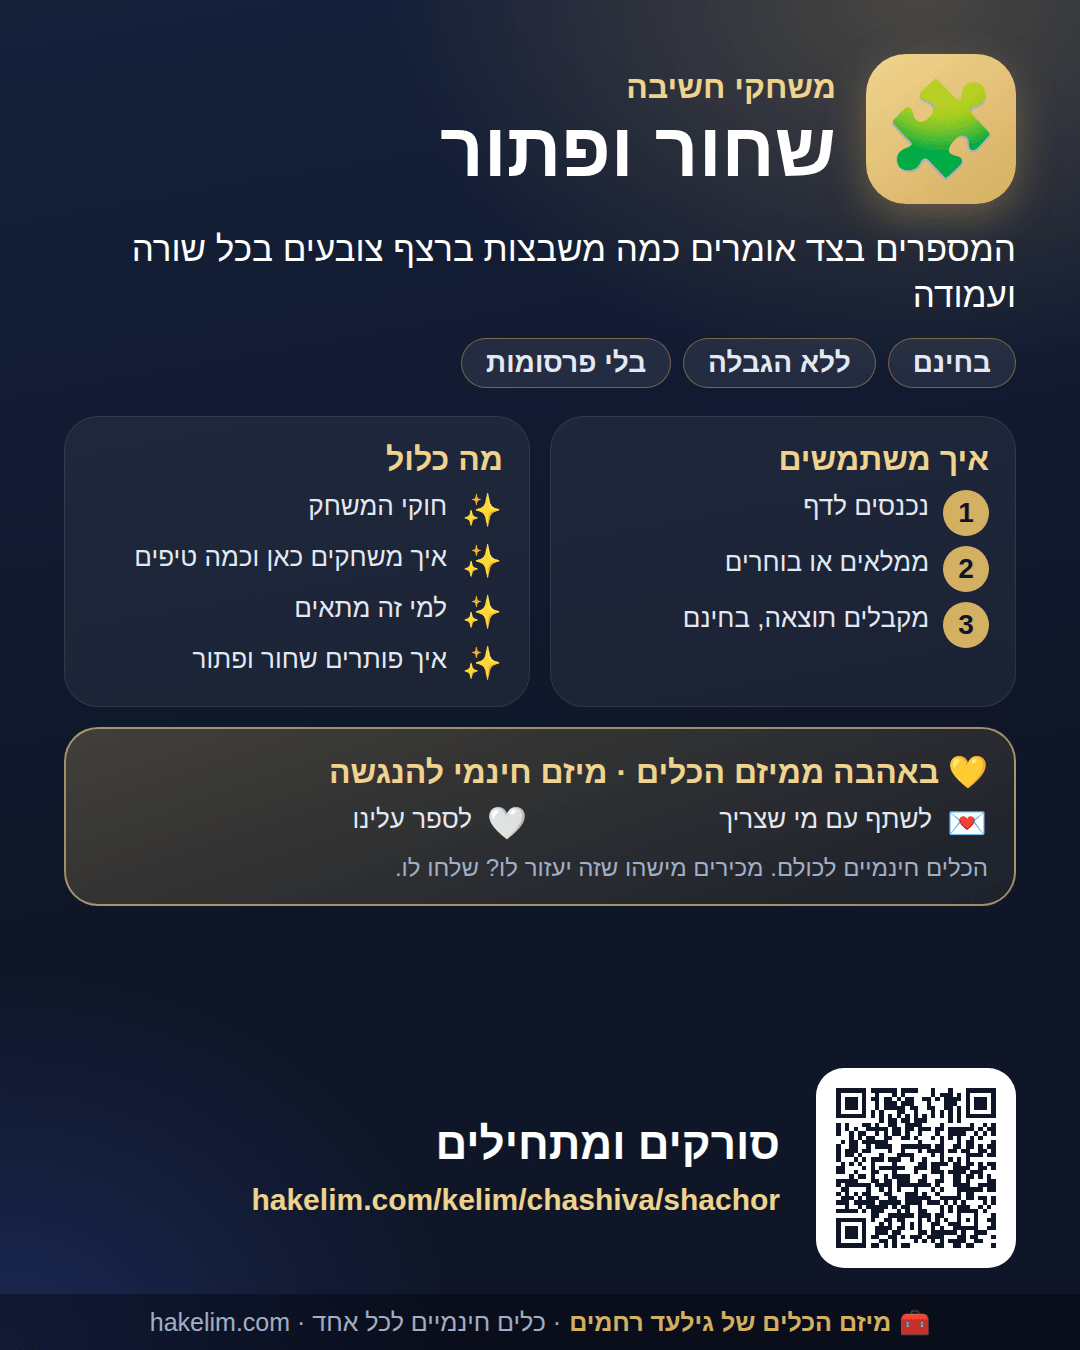 משחקי חשיבה
שחור ופתור
המספרים בצד אומרים כמה משבצות ברצף צובעים בכל שורה
ועמודה
בחינם
ללא הגבלה
בלי פרסומות
איך משתמשים
1 נכנסים לדף
2 ממלאים או בוחרים
3 מקבלים תוצאה, בחינם
מה כלול
חוקי המשחק
איך משחקים כאן וכמה טיפים
למי זה מתאים
איך פותרים שחור ופתור
באהבה ממיזם הכלים · מיזם חינמי להנגשה
לשתף עם מי שצריך
לספר עלינו
הכלים חינמיים לכולם. מכירים מישהו שזה יעזור לו? שלחו לו.
סורקים ומתחילים
hakelim.com/kelim/chashiva/shachor
מיזם הכלים של גילעד רחמים · כלים חינמיים לכל אחד · hakelim.com